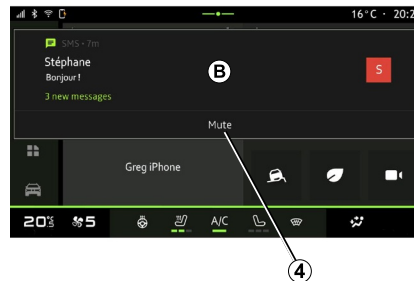 16°C · 20:2
SMS · 7m
Stéphane
B
S
Bonjour !
3 new messages
Mute
Greg iPhone
20.5
5
A/C
4